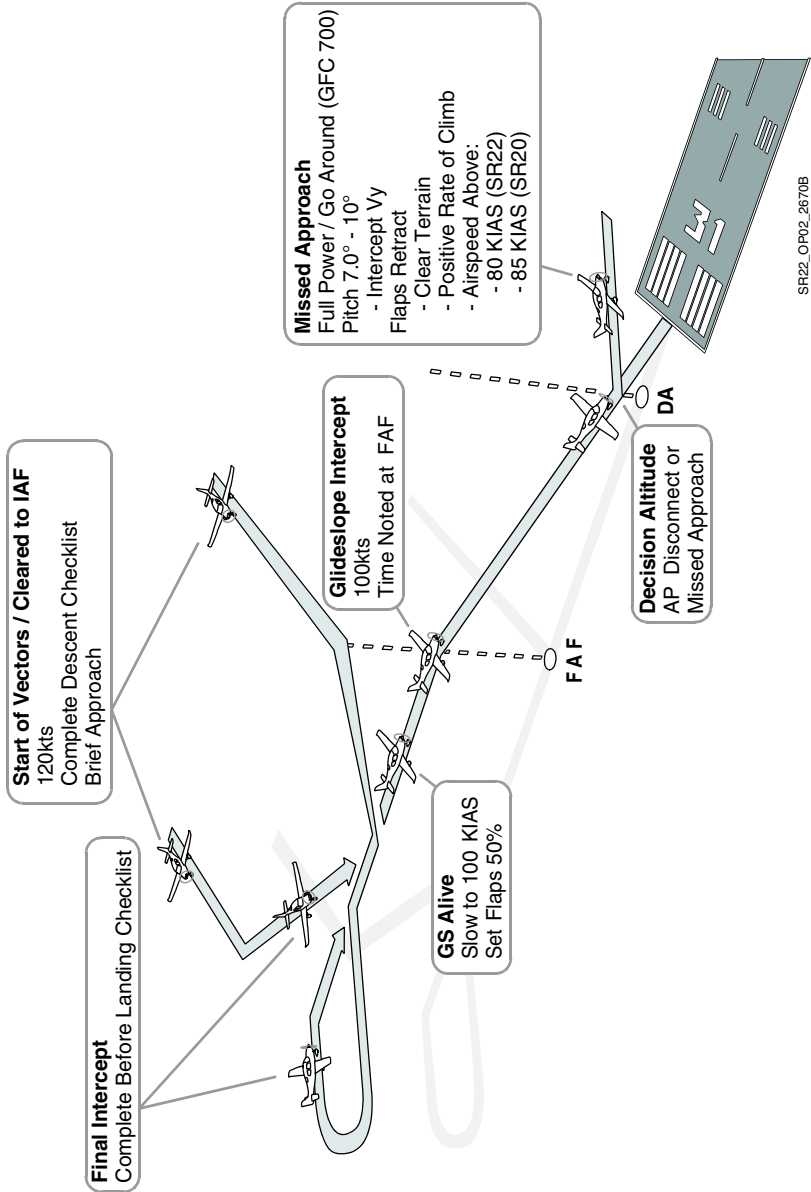 Start of Vectors / Cleared to IAF
120kts
Complete Descent Checklist
Brief Approach
Final Intercept
Complete Before Landing Checklist
GS Alive
Slow to 100 KIAS
Set Flaps 50%
Glideslope Intercept
100kts
Time Noted at FAF
FAF
Decision Altitude
AP Disconnect or
Missed Approach
DA
Missed Approach
Full Power / Go Around (GFC 700)
Pitch 7.0° - 10°
- Intercept Vy
Flaps Retract
- Clear Terrain
- Positive Rate of Climb
- Airspeed Above:
- 80 KIAS (SR22)
- 85 KIAS (SR20)
31
SR22_OP02_2670B